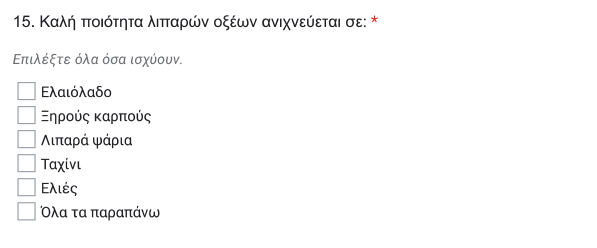 15. Καλή ποιότητα λιπαρών οξέων ανιχνεύεται σε: *
Επιλέξτε όλα όσα ισχύουν.
Ελαιόλαδο
Ξηρούς καρπούς
Λιπαρά ψάρια
Ταχίνι
Ελιές
Όλα τα παραπάνω